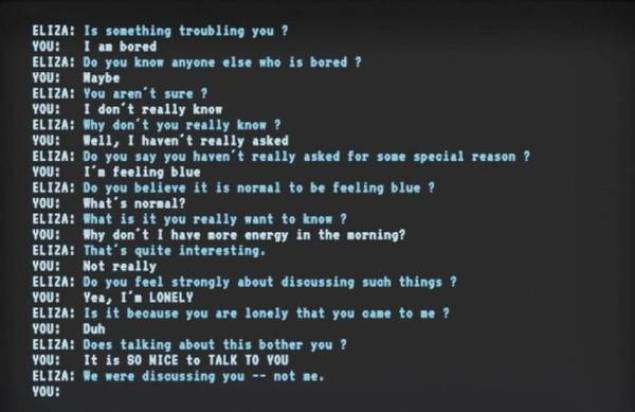 ELIZA: Is something troubling you ?
YOU: I am bored
ELIZA: Do you know anyone else who is bored ?
YOU: Maybe
ELIZA: You aren't sure ?
YOU: I don't really know
ELIZA: Why don't you really know ?
YOU: Well, I haven't really asked
ELIZA: Do you say you haven't really asked for some special reason ?
YOU: I'm feeling blue
ELIZA: Do you believe it is normal to be feeling blue ?
YOU: What's normal?
ELIZA: What is it you really want to know ?
YOU: Why don't I have more energy in the morning?
ELIZA: That's quite interesting.
YOU: Not really
ELIZA: Do you feel strongly about discussing such things ?
YOU: Yea, I'm LONELY
ELIZA: Is it because you are lonely that you came to me ?
YOU: Duh
ELIZA: Does talking about this bother you ?
YOU: It is SO NICE to TALK TO YOU
ELIZA: We were discussing you -- not me.
YOU: